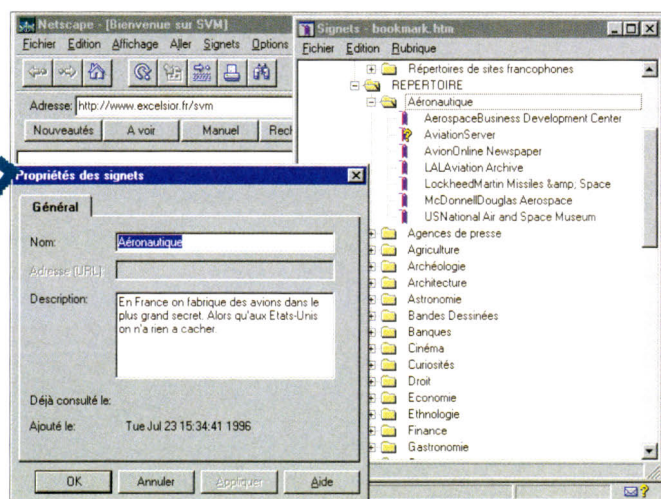 Netscape - [Bienvenue sur SVM]
Fichier Edition Affichage Aller Signets Options
Adresse: http://www.excelsior.fr/svm
Nouveautés A voir Manuel
Signets - bookmark.htm
Fichier Edition Rubrique
Répertoires de sites francophones
REPERTOIRE
Aéronautique
AerospaceBusiness Development Center
AviationServer
AvionOnline Newspaper
LALAviation Archive
LockheedMartin Missiles &amp; Space
McDonnellDouglas Aerospace
USNational Air and Space Museum
Agences de presse
Agriculture
Archéologie
Architecture
Astronomie
Bandes Dessinées
Banques
Cinéma
Curiosités
Droit
Economie
Ethnologie
Finance
Gastronomie
Propriétés des signets
Général
Nom: Aéronautique
Adresse (URL):
Description: En France on fabrique des avions dans le
plus grand secret. Alors qu'aux Etats-Unis
on n'a rien a cacher.
Déjà consulté le:
Ajouté le: Tue Jul 23 15:34:41 1996
OK Annuler Appliquer Aide